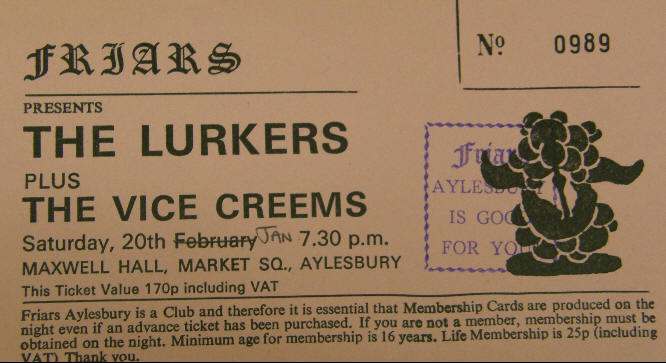 FRIARS
Nº 0989
PRESENTS
THE LURKERS
PLUS
THE VICE CREEMS
Saturday, 20th February JAN 7.30 p.m.
MAXWELL HALL, MARKET SQ., AYLESBURY
This Ticket Value 170p including VAT
Friars
AYLESBURY
IS GOOD
FOR YOU
Friars Aylesbury is a Club and therefore it is essential that Membership Cards are produced on the
night even if an advance ticket has been purchased. If you are not a member, membership must be
obtained on the night. Minimum age for membership is 16 years. Life Membership is 25p (including
VAT) Thank you.